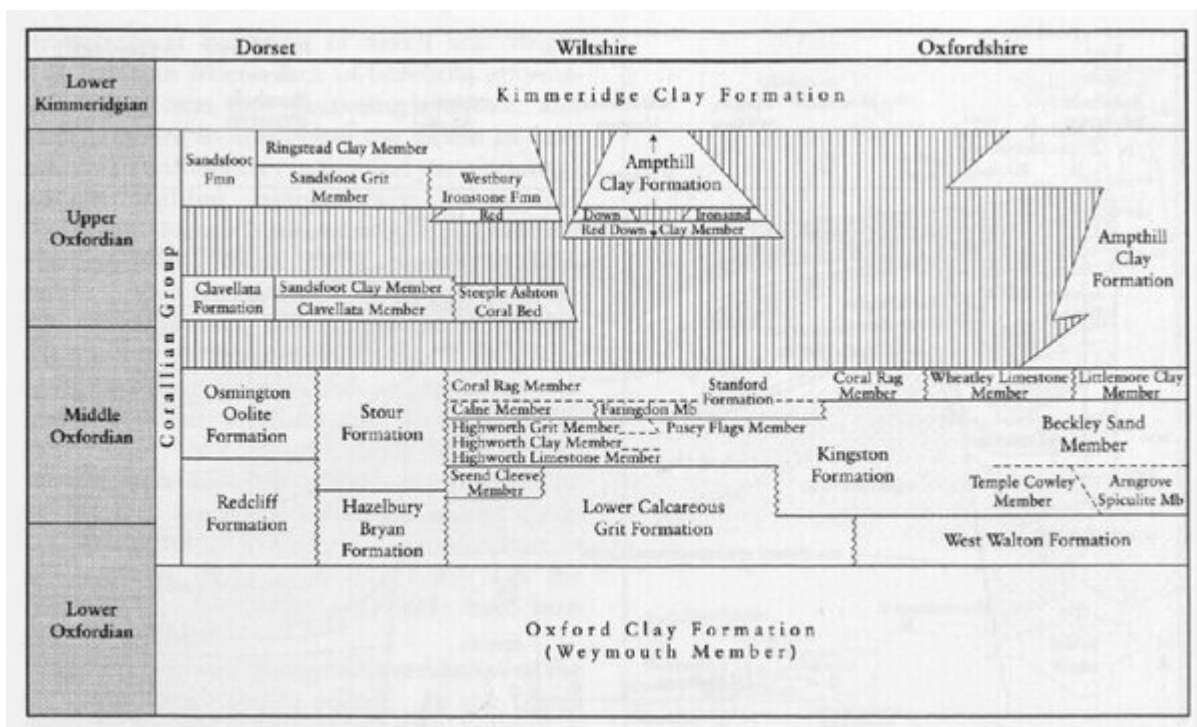 Dorset
Wiltshire
Oxfordshire
Lower
Kimmeridgian
Kimmeridge Clay Formation
Upper
Oxfordian
Middle
Oxfordian
Lower
Oxfordian
Corallian Group
Sandsfoot
Fmn
Ringstead Clay Member
Sandsfoot Grit
Member
Westbury
Ironstone Fmn
Red
Ampthill
Clay Formation
Down
Ironsand
Red Down Clay Member
Ampthill
Clay
Formation
Clavellata
Formation
Sandsfoot Clay Member
Clavellata Member
Steeple Ashton
Coral Bed
Osmington
Oolite
Formation
Redcliff
Formation
Stour
Formation
Hazelbury
Bryan
Formation
Coral Rag Member
Stanford
Formation
Calne Member
Faringdon Mb
Highworth Grit Member
Pusey Flags Member
Highworth Clay Member
Highworth Limestone Member
Seend Cleeve
Member
Lower Calcareous
Grit Formation
Coral Rag
Member
Wheatley Limestone
Member
Littlemore Clay
Member
Beckley Sand
Member
Kingston
Formation
Temple Cowley
Member
Arngrove
Spiculite Mb
West Walton Formation
Oxford Clay Formation
(Weymouth Member)